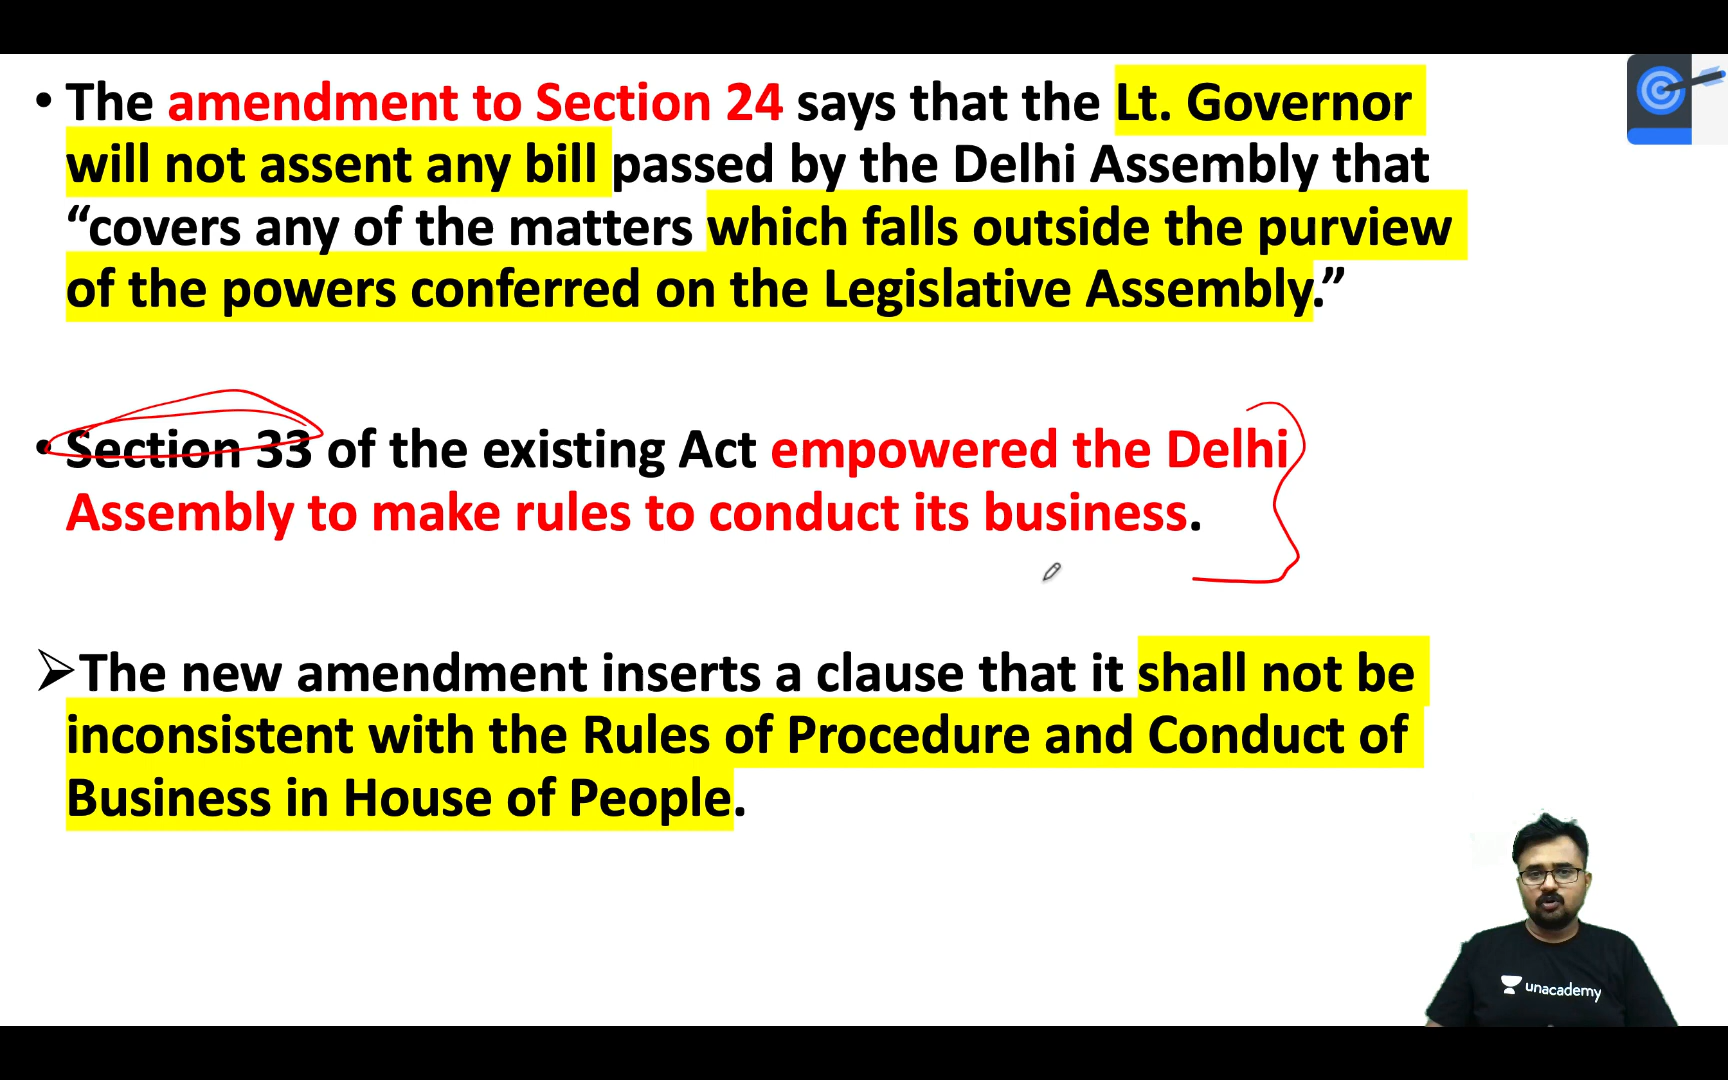 • The amendment to Section 24 says that the Lt. Governor
will not assent any bill passed by the Delhi Assembly that
“covers any of the matters which falls outside the purview
of the powers conferred on the Legislative Assembly.”
• Section 33 of the existing Act empowered the Delhi
Assembly to make rules to conduct its business.
➢The new amendment inserts a clause that it shall not be
inconsistent with the Rules of Procedure and Conduct of
Business in House of People.
unacademy